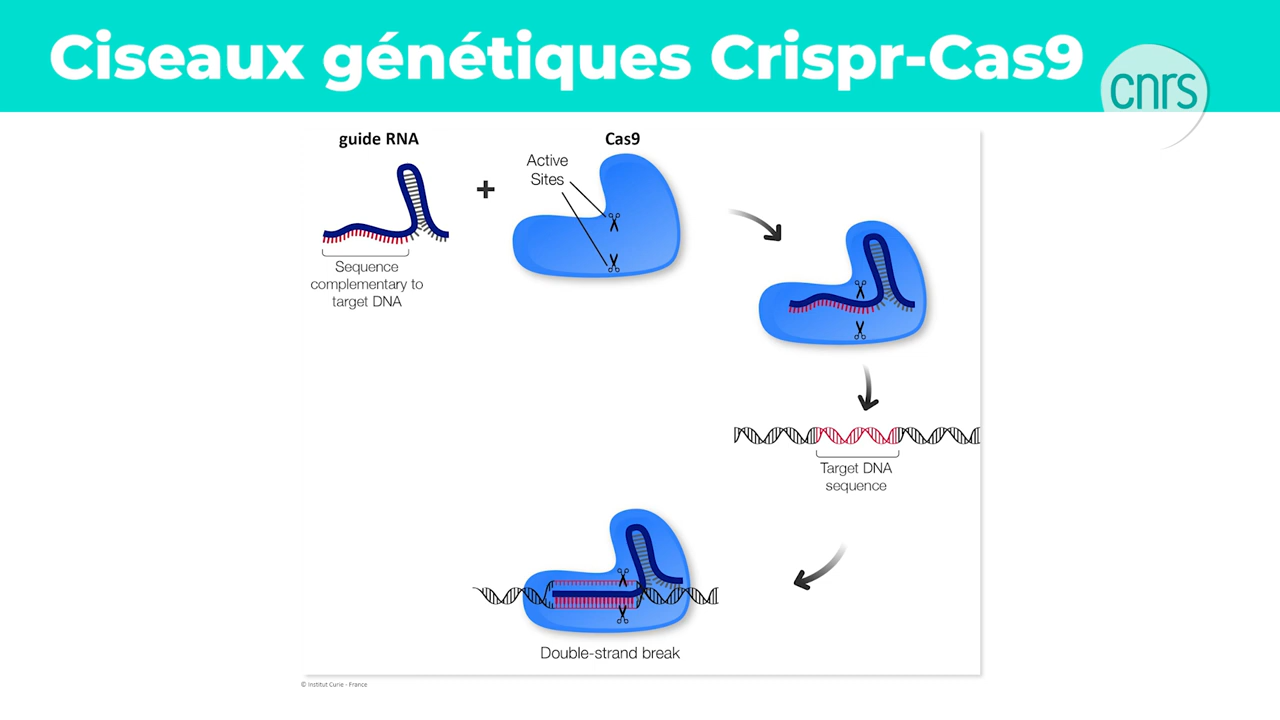 Ciseaux génétiques Crispr-Cas9
cnrs
guide RNA
+
Cas9
Active
Sites
Sequence
complementary to
target DNA
Target DNA
sequence
Double-strand break
© Institut Curie - France